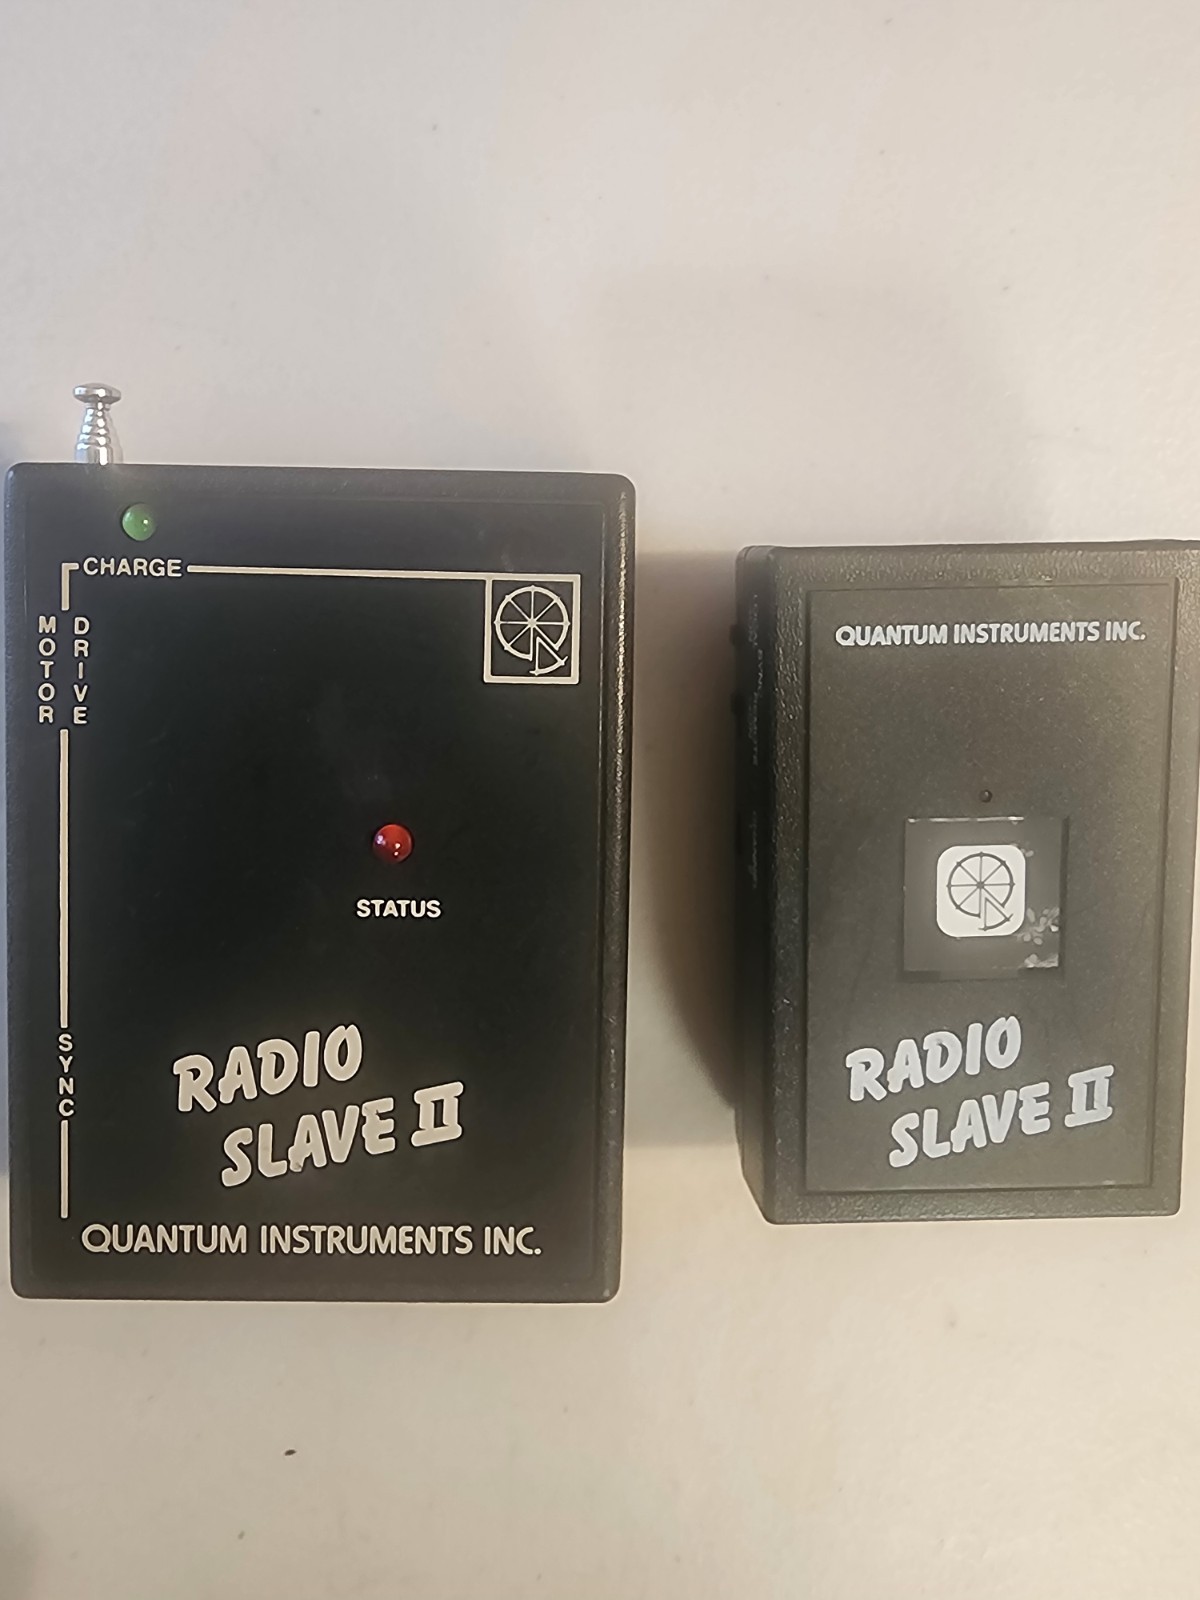 CHARGE
MOTOR
DRIVE
STATUS
SYNC
RADIO
SLAVE II
QUANTUM INSTRUMENTS INC.
QUANTUM INSTRUMENTS INC.
RADIO
SLAVE II